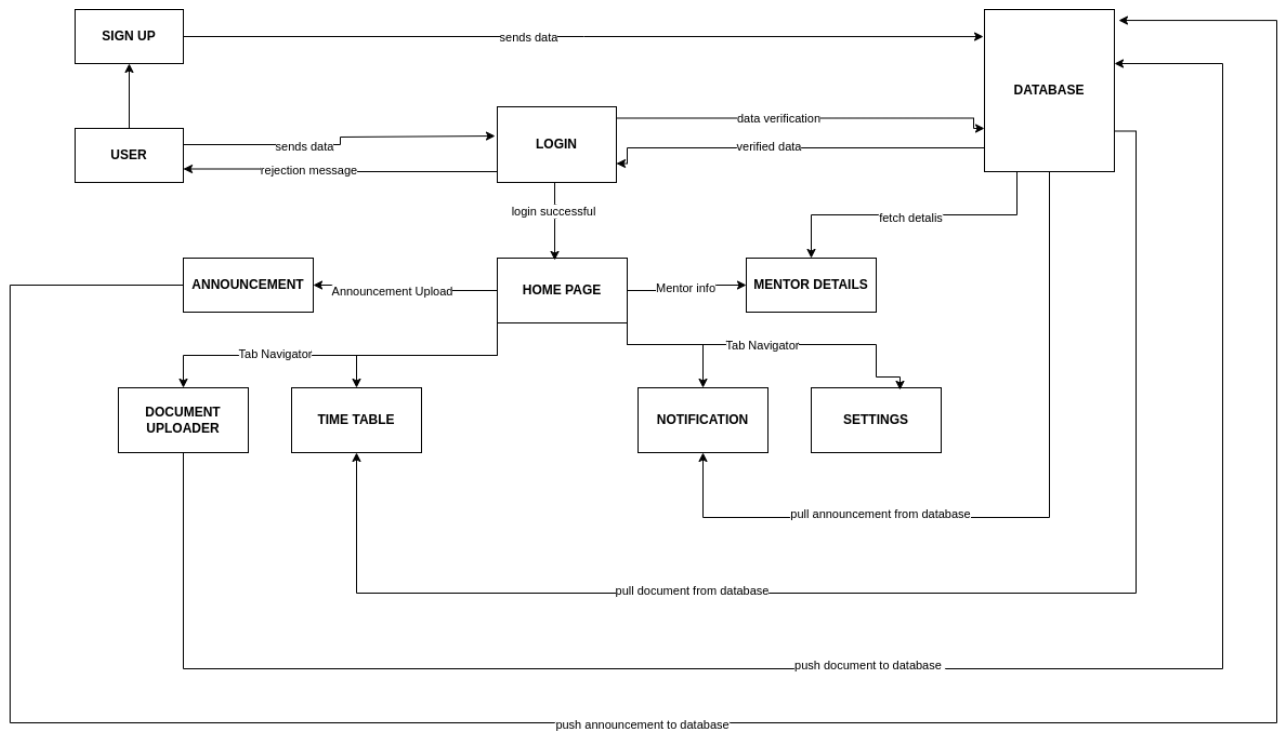 SIGN UP
sends data
DATABASE
USER
sends data
rejection message
LOGIN
data verification
verified data
login successful
fetch detalis
ANNOUNCEMENT
Announcement Upload
HOME PAGE
Mentor info
MENTOR DETAILS
Tab Navigator
Tab Navigator
DOCUMENT
UPLOADER
TIME TABLE
NOTIFICATION
SETTINGS
pull announcement from database
pull document from database
push document to database
push announcement to database